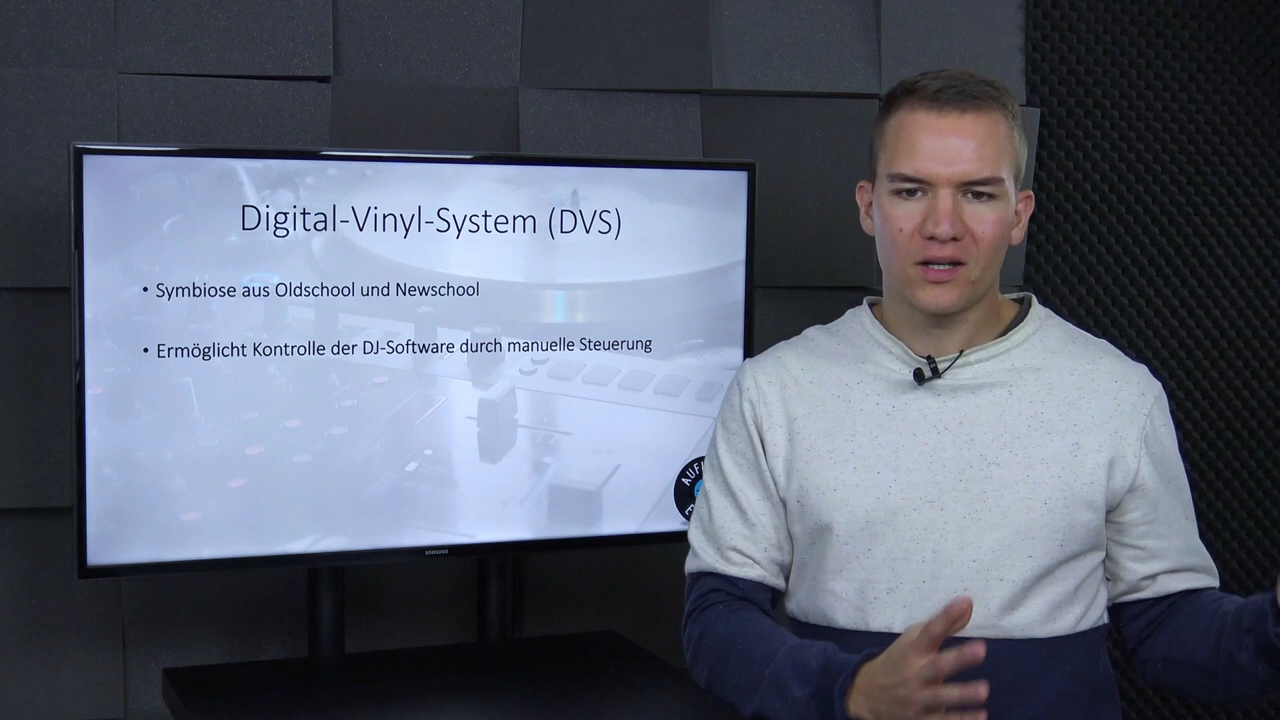 Digital-Vinyl-System (DVS)
• Symbiose aus Oldschool und Newschool
• Ermöglicht Kontrolle der DJ-Software durch manuelle Steuerung
SAMSUNG